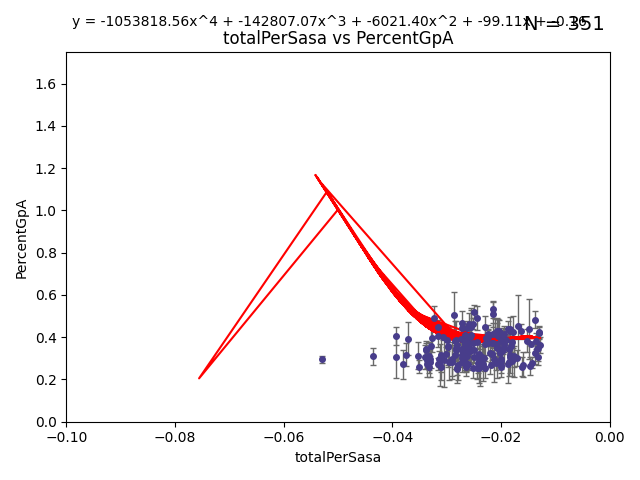 y = -1053818.56x^4 + -142807.07x^3 + -6021.40x^2 + -99.11x + -0.16
N = 351
totalPerSasa vs PercentGpA
1.6
1.4
1.2
1.0
0.8
0.6
0.4
0.2
0.0
PercentGpA
−0.10 −0.08 −0.06 −0.04 −0.02 0.00
totalPerSasa